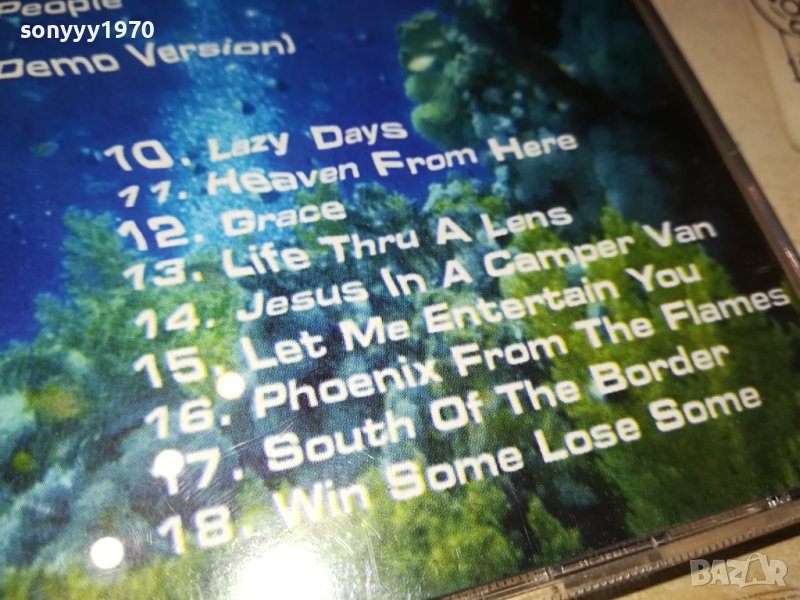 People
sonyyy1970
Demo Version)
10. Lazy Days
11. Heaven From Here
12. Grace
13. Life Thru A Lens
14. Jesus In A Camper Van
15. Let Me Entertain You
16. Phoenix From The Flames
17. South Of The Border
18. Win Some Lose Some
BAZAR